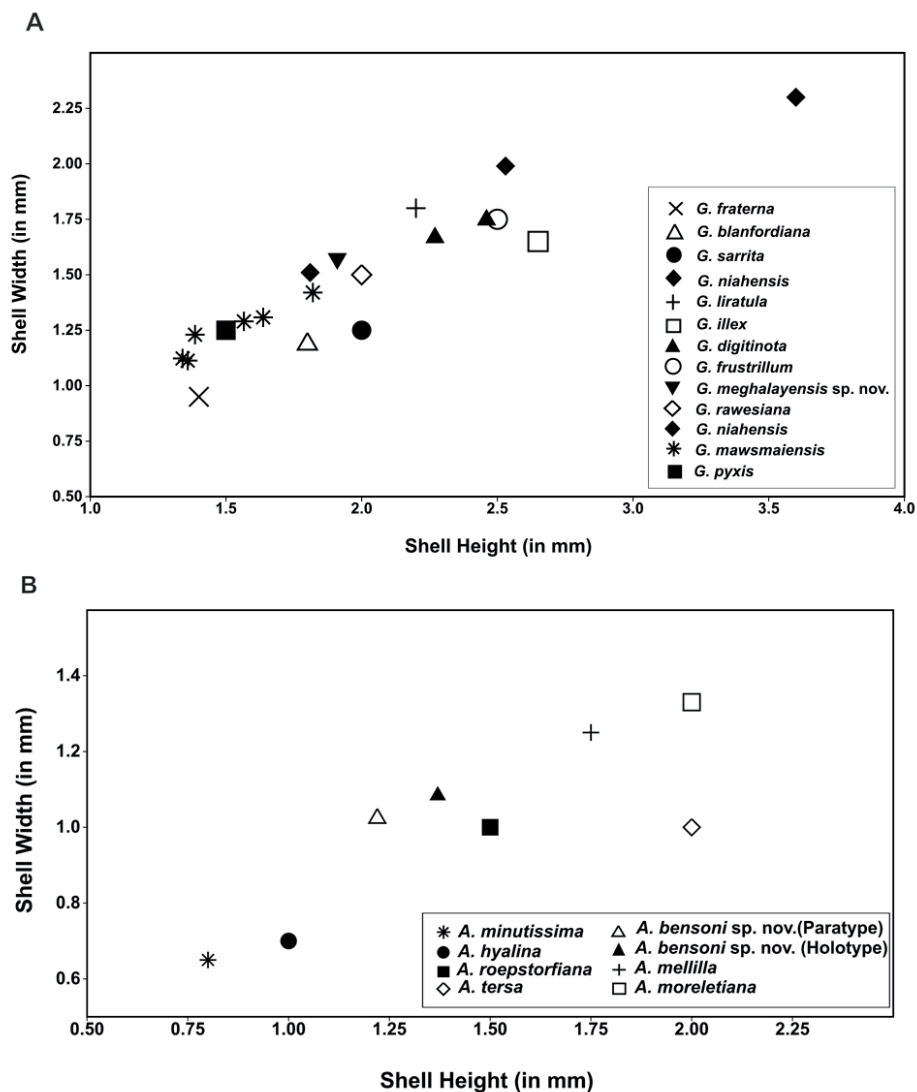 A
Shell Width (in mm)
2.25
2.00
1.75
1.50
1.25
1.00
0.75
0.50
1.0 1.5 2.0 2.5 3.0 3.5 4.0
Shell Height (in mm)
G. fraterna
G. blanfordiana
G. sarrita
G. niahensis
G. liratula
G. illex
G. digitinota
G. frustrillum
G. meghalayensis sp. nov.
G. rawesiana
G. niahensis
G. mawsmaiensis
G. pyxis
B
Shell Width (in mm)
1.4
1.2
1.0
0.8
0.6
0.50 0.75 1.00 1.25 1.50 1.75 2.00 2.25
Shell Height (in mm)
A. minutissima
A. hyalina
A. roepstorfiana
A. tersa
A. bensoni sp. nov.(Paratype)
A. bensoni sp. nov. (Holotype)
A. mellilla
A. moreletiana